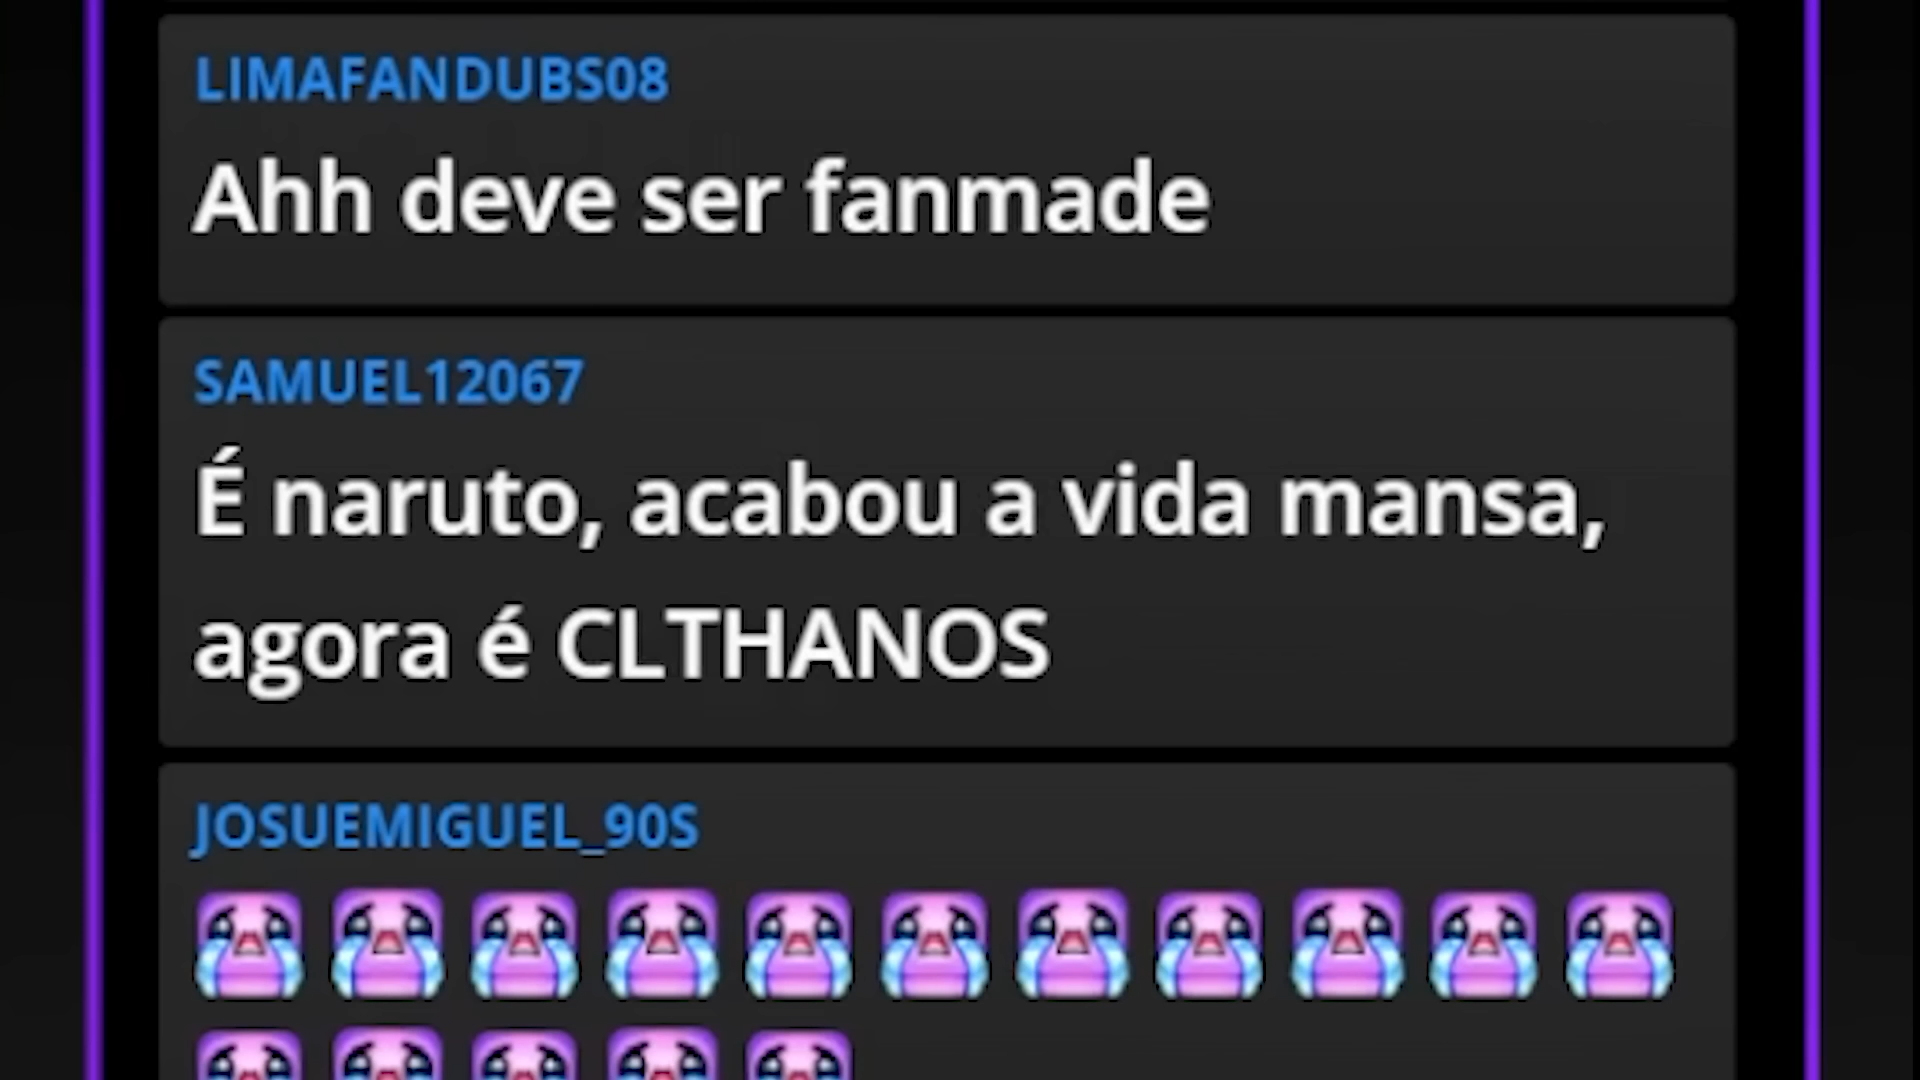 LIMAFANDUBS08
Ahh deve ser fanmade
SAMUEL12067
É naruto, acabou a vida mansa,
agora é CLTHANOS
JOSUEMIGUEL_90S